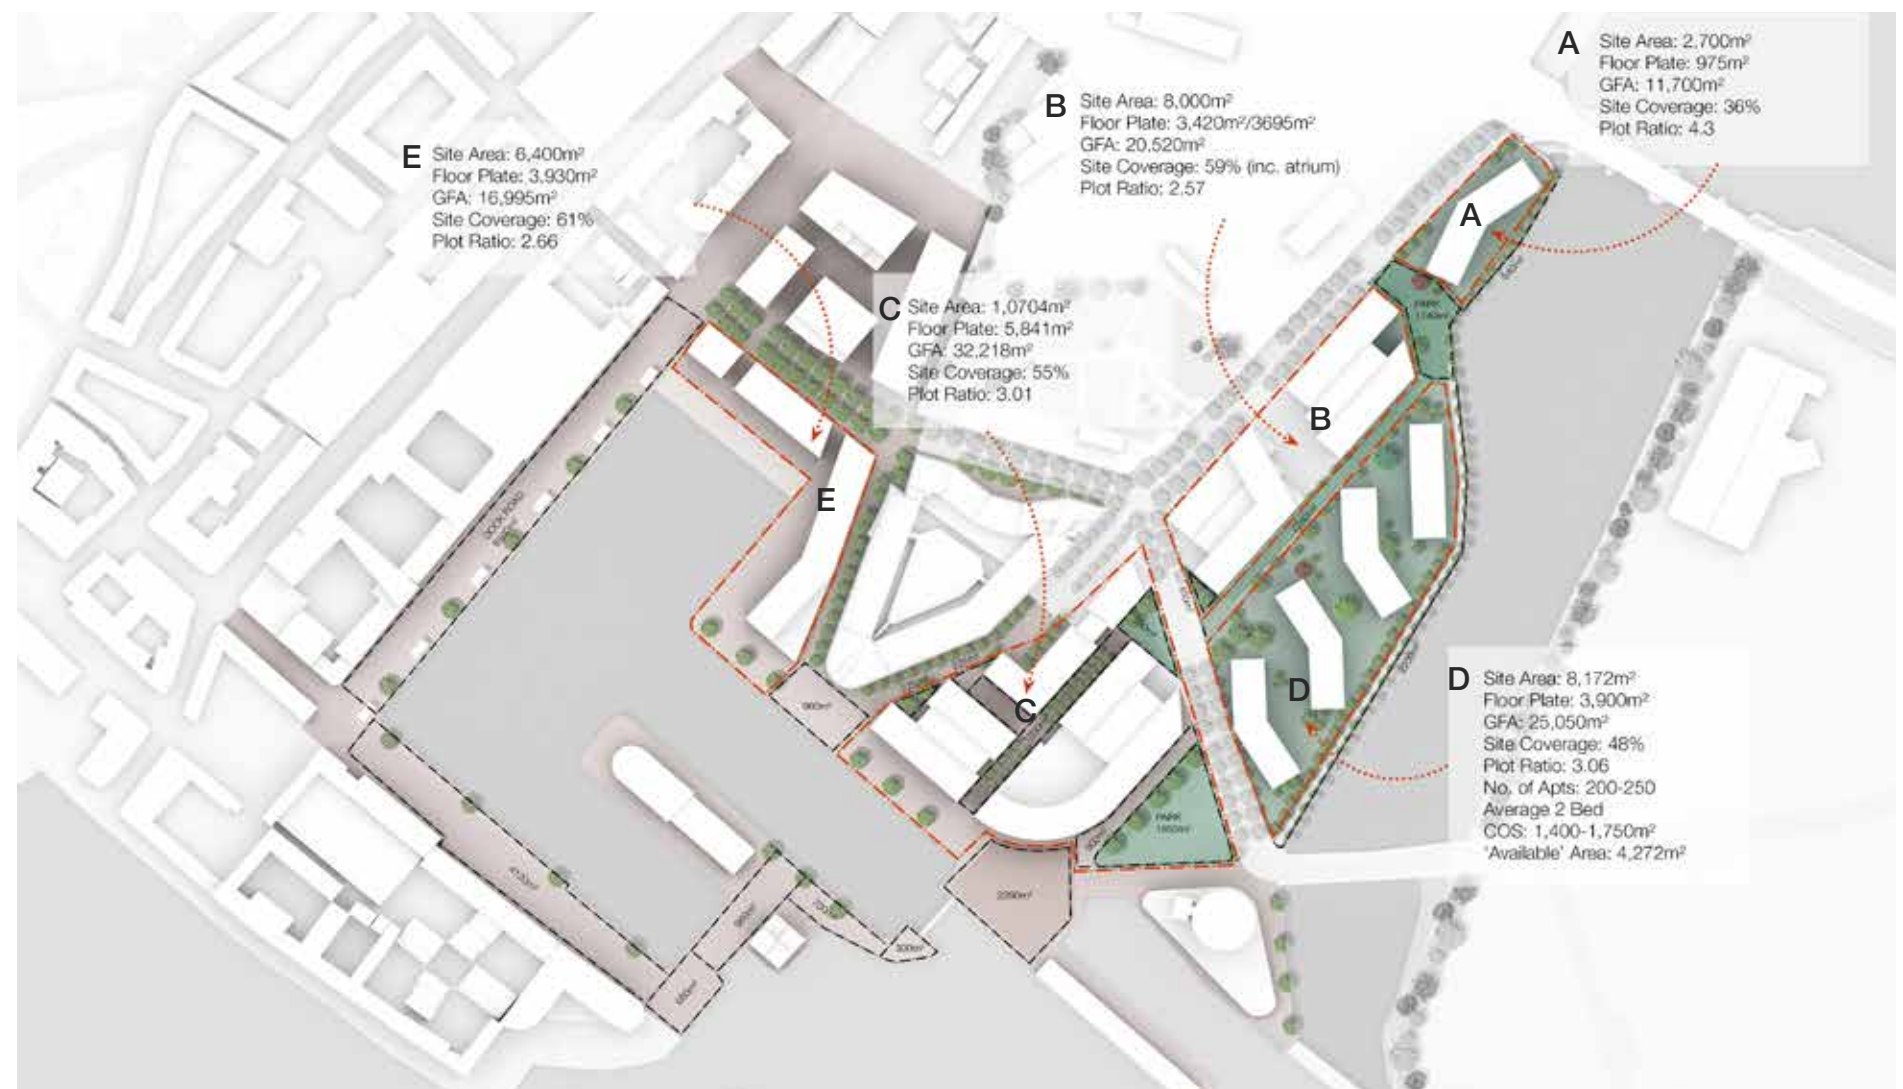 A
Site Area: 2,700m²
Floor Plate: 975m²
GFA: 11,700m²
Site Coverage: 36%
Plot Ratio: 4.3
B
Site Area: 8,000m²
Floor Plate: 3,420m²/3695m²
GFA: 20,520m²
Site Coverage: 59% (inc. atrium)
Plot Ratio: 2.57
E
Site Area: 6,400m²
Floor Plate: 3,930m²
GFA: 16,995m²
Site Coverage: 61%
Plot Ratio: 2.66
C
Site Area: 1,0704m²
Floor Plate: 5,841m²
GFA: 32,218m²
Site Coverage: 55%
Plot Ratio: 3.01
D
Site Area: 8,172m²
Floor Plate: 3,900m²
GFA: 25,050m²
Site Coverage: 48%
Plot Ratio: 3.06
No. of Apts: 200-250
Average 2 Bed
COS: 1,400-1,750m²
'Available' Area: 4,272m²
A
PARK
B
E
DOCK ROAD
D
C
PARK